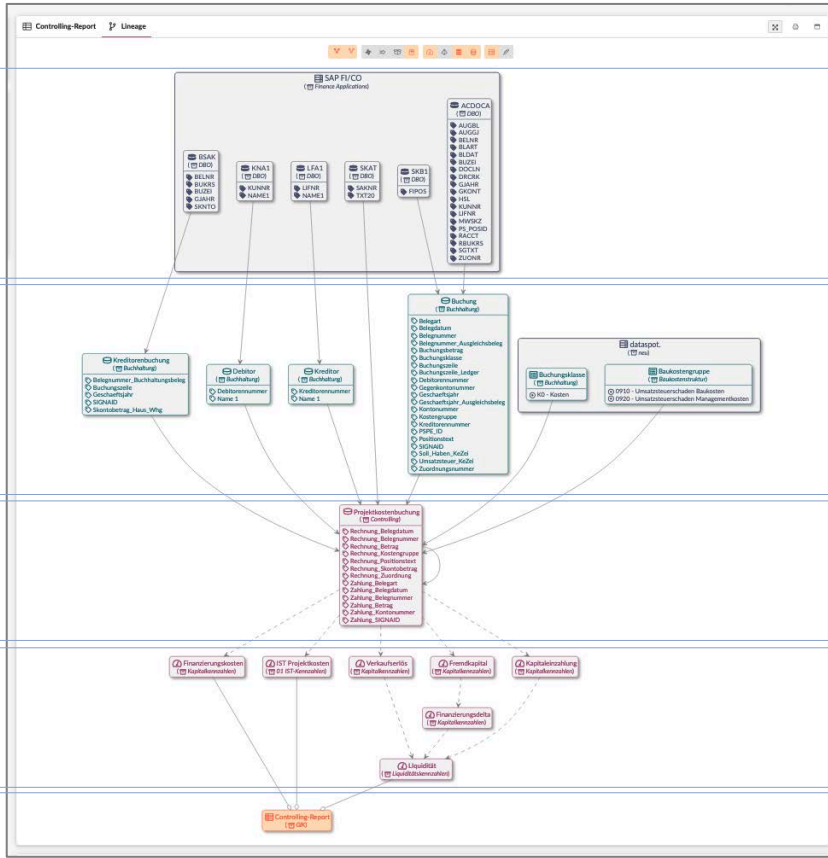 Controlling-Report Lineage
SAP FI/CO
(Finance Applications)
ACDOCA
(DBO)
AUGBL
AUGGJ
BELNR
BLART
BLDAT
BUZEI
DOCLN
DRCRK
GJAHR
GKONT
HSL
KUNNR
LIFNR
MWSKZ
PS_POSID
RACCT
RBUKRS
SGTXT
ZUONR
BSAK
(DBO)
BELNR
BUKRS
BUZEI
GJAHR
SKNTO
KNA1
(DBO)
KUNNR
NAME1
LFA1
(DBO)
LIFNR
NAME1
SKAT
(DBO)
SAKNR
TXT20
SKB1
(DBO)
FIPOS
Buchung
(Buchhaltung)
Belegart
Belegdatum
Belegnummer
Belegnummer_Ausgleichsbeleg
Buchungsbetrag
Buchungsklasse
Buchungszeile
Buchungszeile_Ledger
Debitorennummer
Gegenkontonummer
Geschaeftsjahr
Geschaeftsjahr_Ausgleichsbeleg
Kontonummer
Kostengruppe
Kreditorennummer
PSPE_ID
Positionstext
SIGNAID
Soll_Haben_KeZei
Umsatzsteuer_KeZei
Zuordnungsnummer
Kreditorenbuchung
(Buchhaltung)
Belegnummer_Buchhaltungsbeleg
Buchungszeile
Geschaeftsjahr
SIGNAID
Skontobetrag_Haus_Whg
Debitor
(Buchhaltung)
Debitorennummer
Name 1
Kreditor
(Buchhaltung)
Kreditorennummer
Name 1
dataspot.
(neu)
Buchungsklasse
(Buchhaltung)
K0 - Kosten
Baukostengruppe
(Baukostenstruktur)
0910 - Umsatzsteuerschaden Baukosten
0920 - Umsatzsteuerschaden Managementkosten
Projektkostenbuchung
(Controlling)
Rechnung_Belegdatum
Rechnung_Belegnummer
Rechnung_Betrag
Rechnung_Kostengruppe
Rechnung_Positionstext
Rechnung_Skontobetrag
Rechnung_Zuordnung
Zahlung_Belegart
Zahlung_Belegdatum
Zahlung_Belegnummer
Zahlung_Betrag
Zahlung_Kontonummer
Zahlung_SIGNAID
Finanzierungskosten
(Kapitalkennzahlen)
IST Projektkosten
(01 IST-Kennzahlen)
Verkaufserlös
(Kapitalkennzahlen)
Fremdkapital
(Kapitalkennzahlen)
Kapitaleinzahlung
(Kapitalkennzahlen)
Finanzierungsdelta
(Kapitalkennzahlen)
Liquidität
(Liquiditätskennzahlen)
Controlling-Report